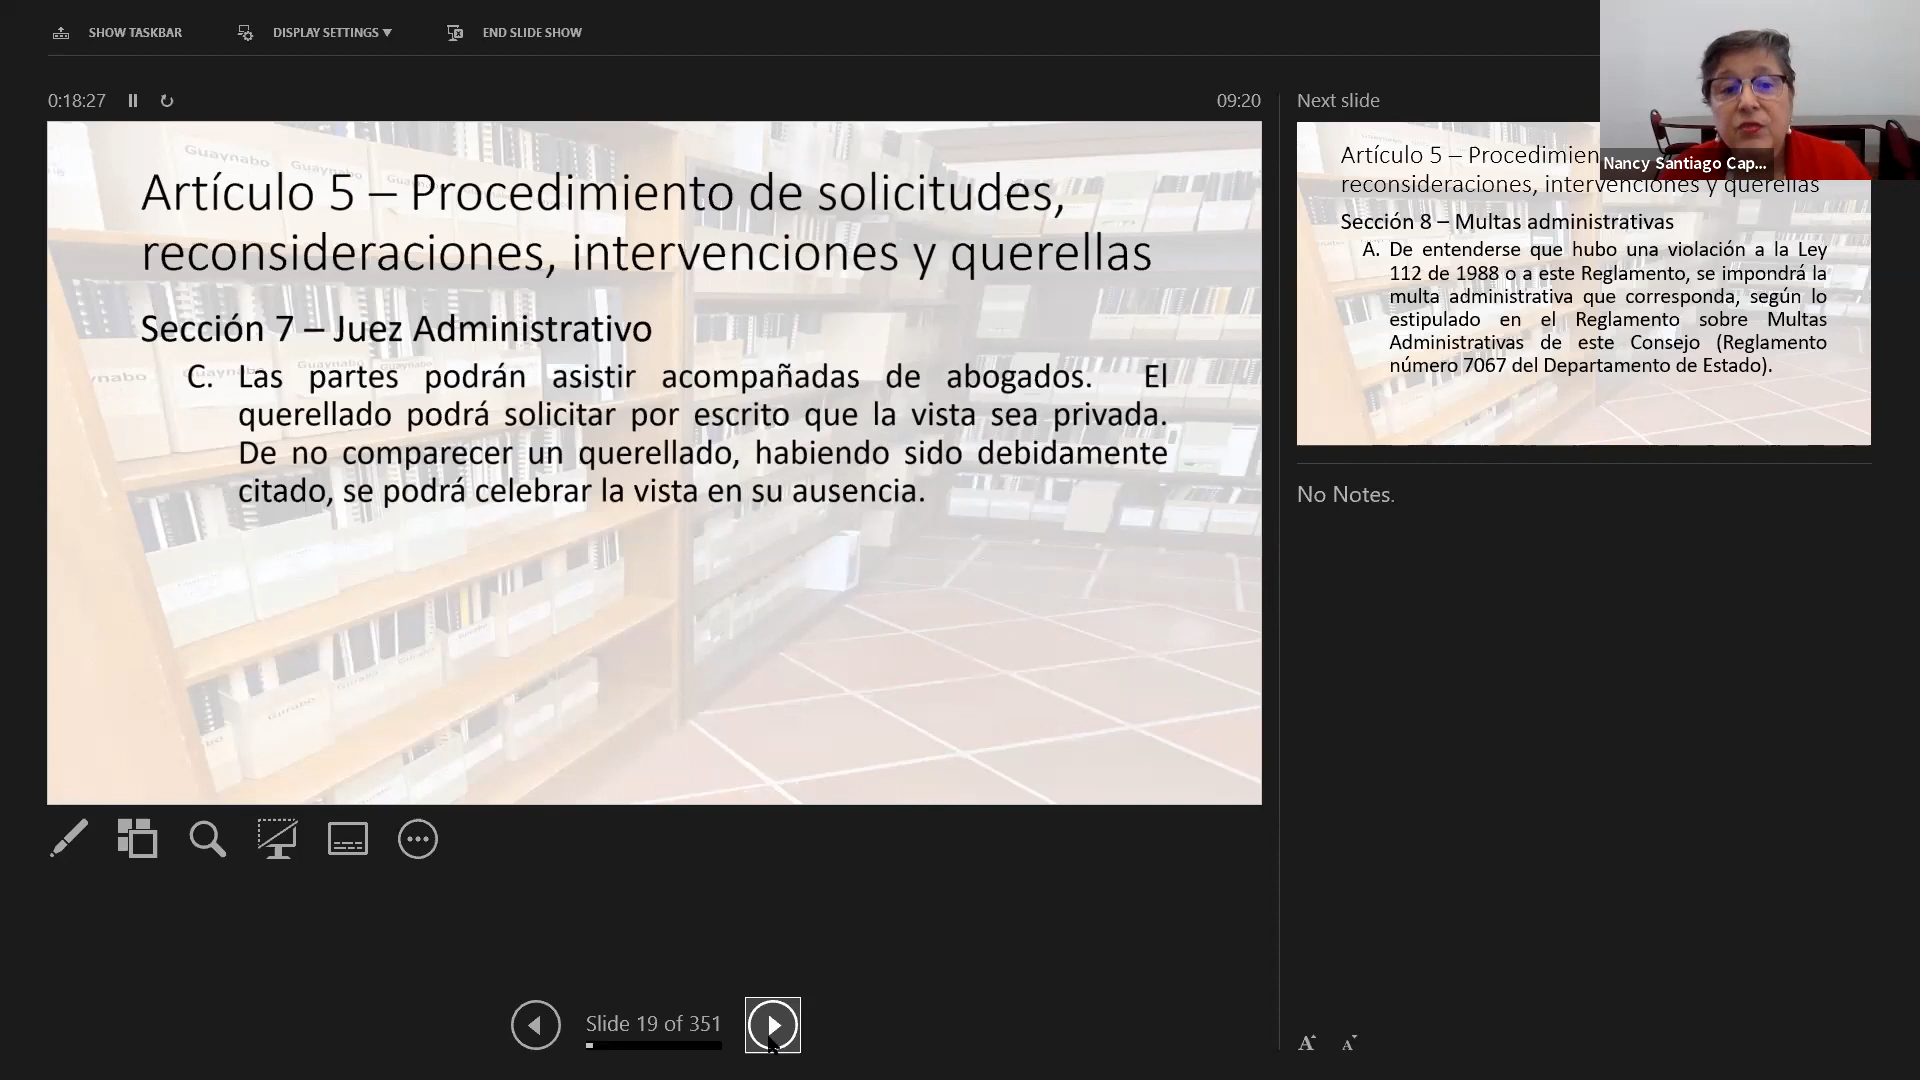 SHOW TASKBAR
DISPLAY SETTINGS ▼
END SLIDE SHOW
0:18:27
09:20
Next slide
Guaynabo
Guaynabo
Artículo 5 – Procedimiento de solicitudes,
reconsideraciones, intervenciones y querellas
Sección 7 – Juez Administrativo
C. Las partes podrán asistir acompañadas de abogados. El
querellado podrá solicitar por escrito que la vista sea privada.
De no comparecer un querellado, habiendo sido debidamente
citado, se podrá celebrar la vista en su ausencia.
Guaynabo
Gurabo
Gurabo
Nancy Santiago Cap...
Artículo 5 – Procedimien
reconsideraciones, intervenciones y querellas
Sección 8 – Multas administrativas
A. De entenderse que hubo una violación a la Ley
112 de 1988 o a este Reglamento, se impondrá la
multa administrativa que corresponda, según lo
estipulado en el Reglamento sobre Multas
Administrativas de este Consejo (Reglamento
número 7067 del Departamento de Estado).
No Notes.
Slide 19 of 351
A A